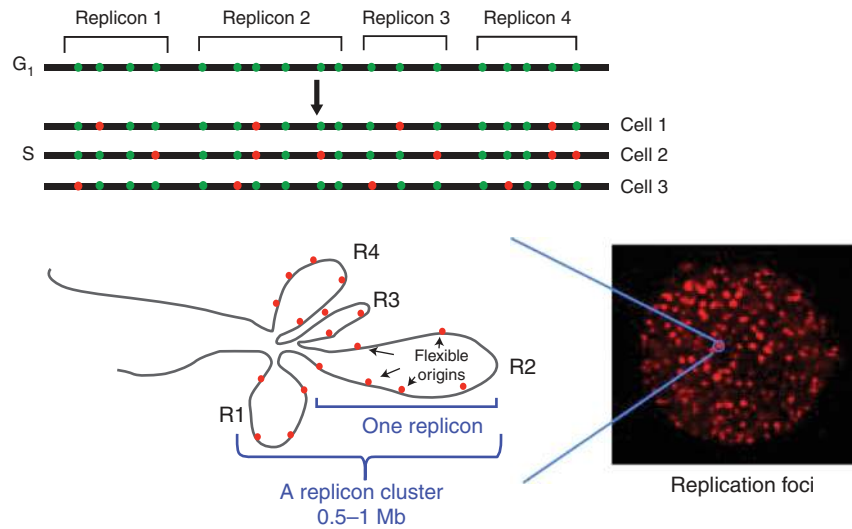 Replicon 1
Replicon 2
Replicon 3
Replicon 4
G1
Cell 1
S
Cell 2
Cell 3
R4
R3
Flexible
origins
R2
R1
One replicon
A replicon cluster
0.5–1 Mb
Replication foci